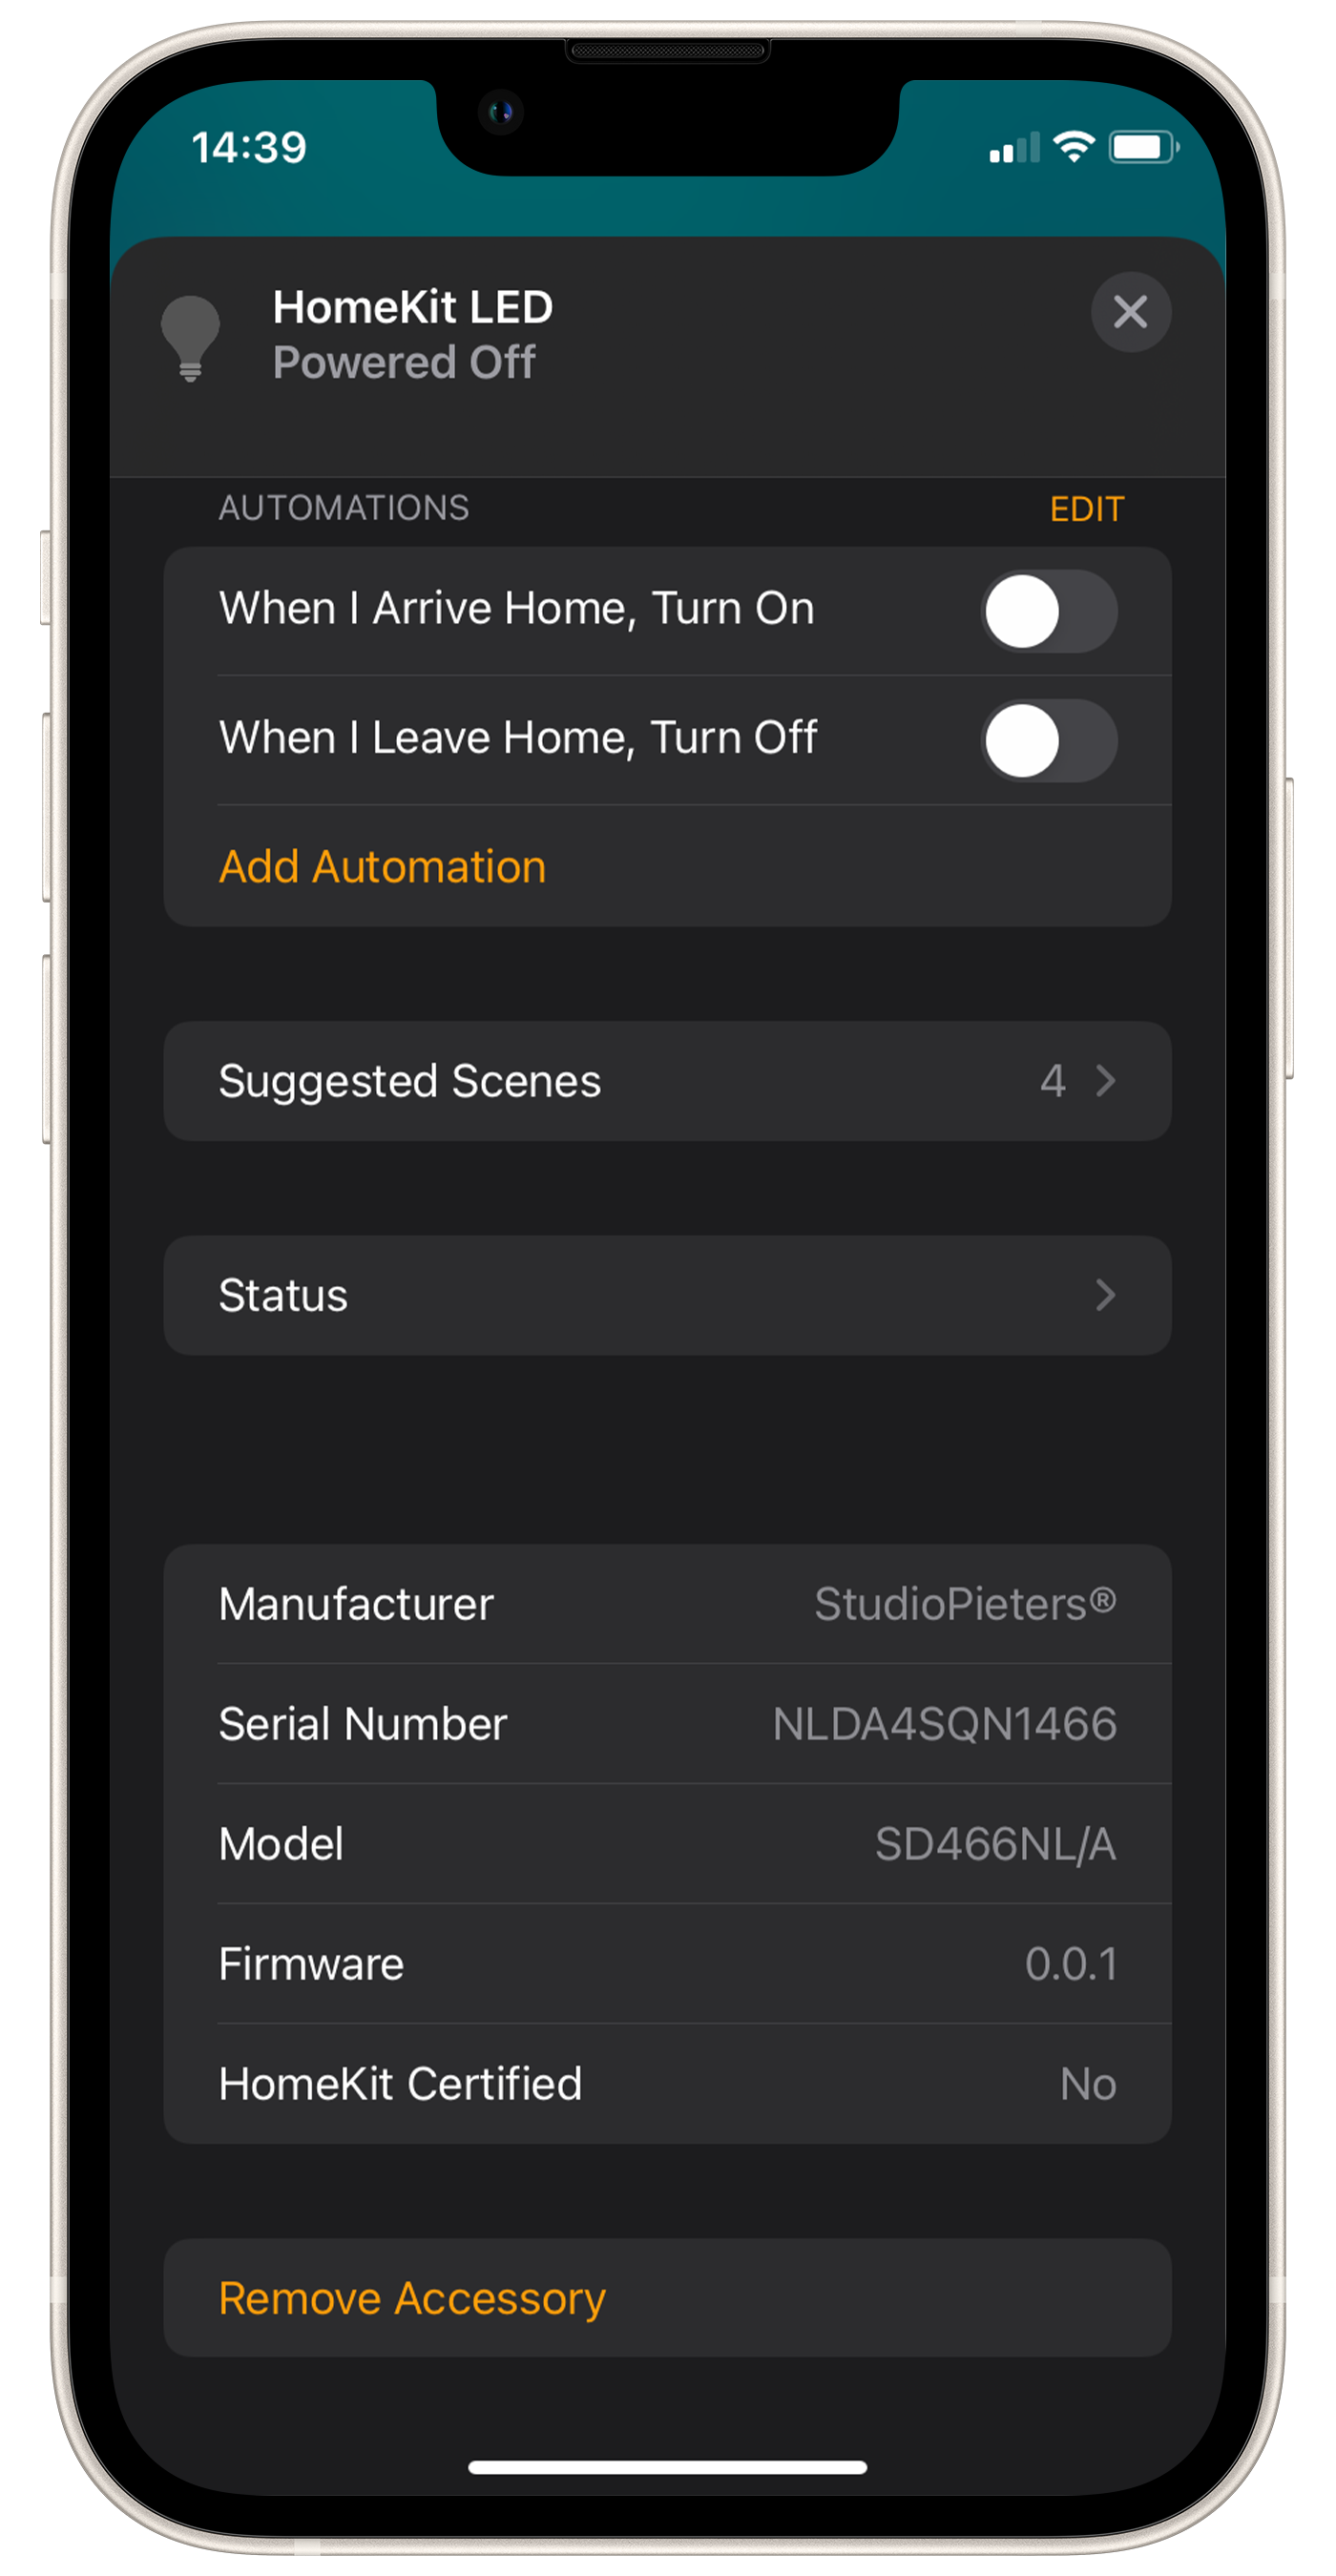 14:39
HomeKit LED
Powered Off
AUTOMATIONS EDIT
When I Arrive Home, Turn On
When I Leave Home, Turn Off
Add Automation
Suggested Scenes 4
Status
Manufacturer StudioPieters®
Serial Number NLDA4SQN1466
Model SD466NL/A
Firmware 0.0.1
HomeKit Certified No
Remove Accessory